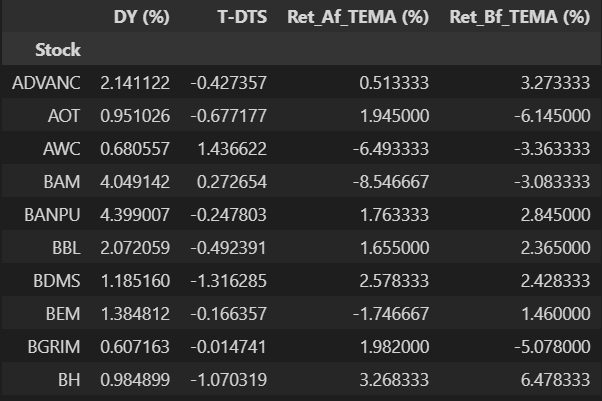 DY (%) T-DTS Ret_Af_TEMA (%) Ret_Bf_TEMA (%)
Stock
ADVANC 2.141122 -0.427357 0.513333 3.273333
AOT 0.951026 -0.677177 1.945000 -6.145000
AWC 0.680557 1.436622 -6.493333 -3.363333
BAM 4.049142 0.272654 -8.546667 -3.083333
BANPU 4.399007 -0.247803 1.763333 2.845000
BBL 2.072059 -0.492391 1.655000 2.365000
BDMS 1.185160 -1.316285 2.578333 2.428333
BEM 1.384812 -0.166357 -1.746667 1.460000
BGRIM 0.607163 -0.014741 1.982000 -5.078000
BH 0.984899 -1.070319 3.268333 6.478333